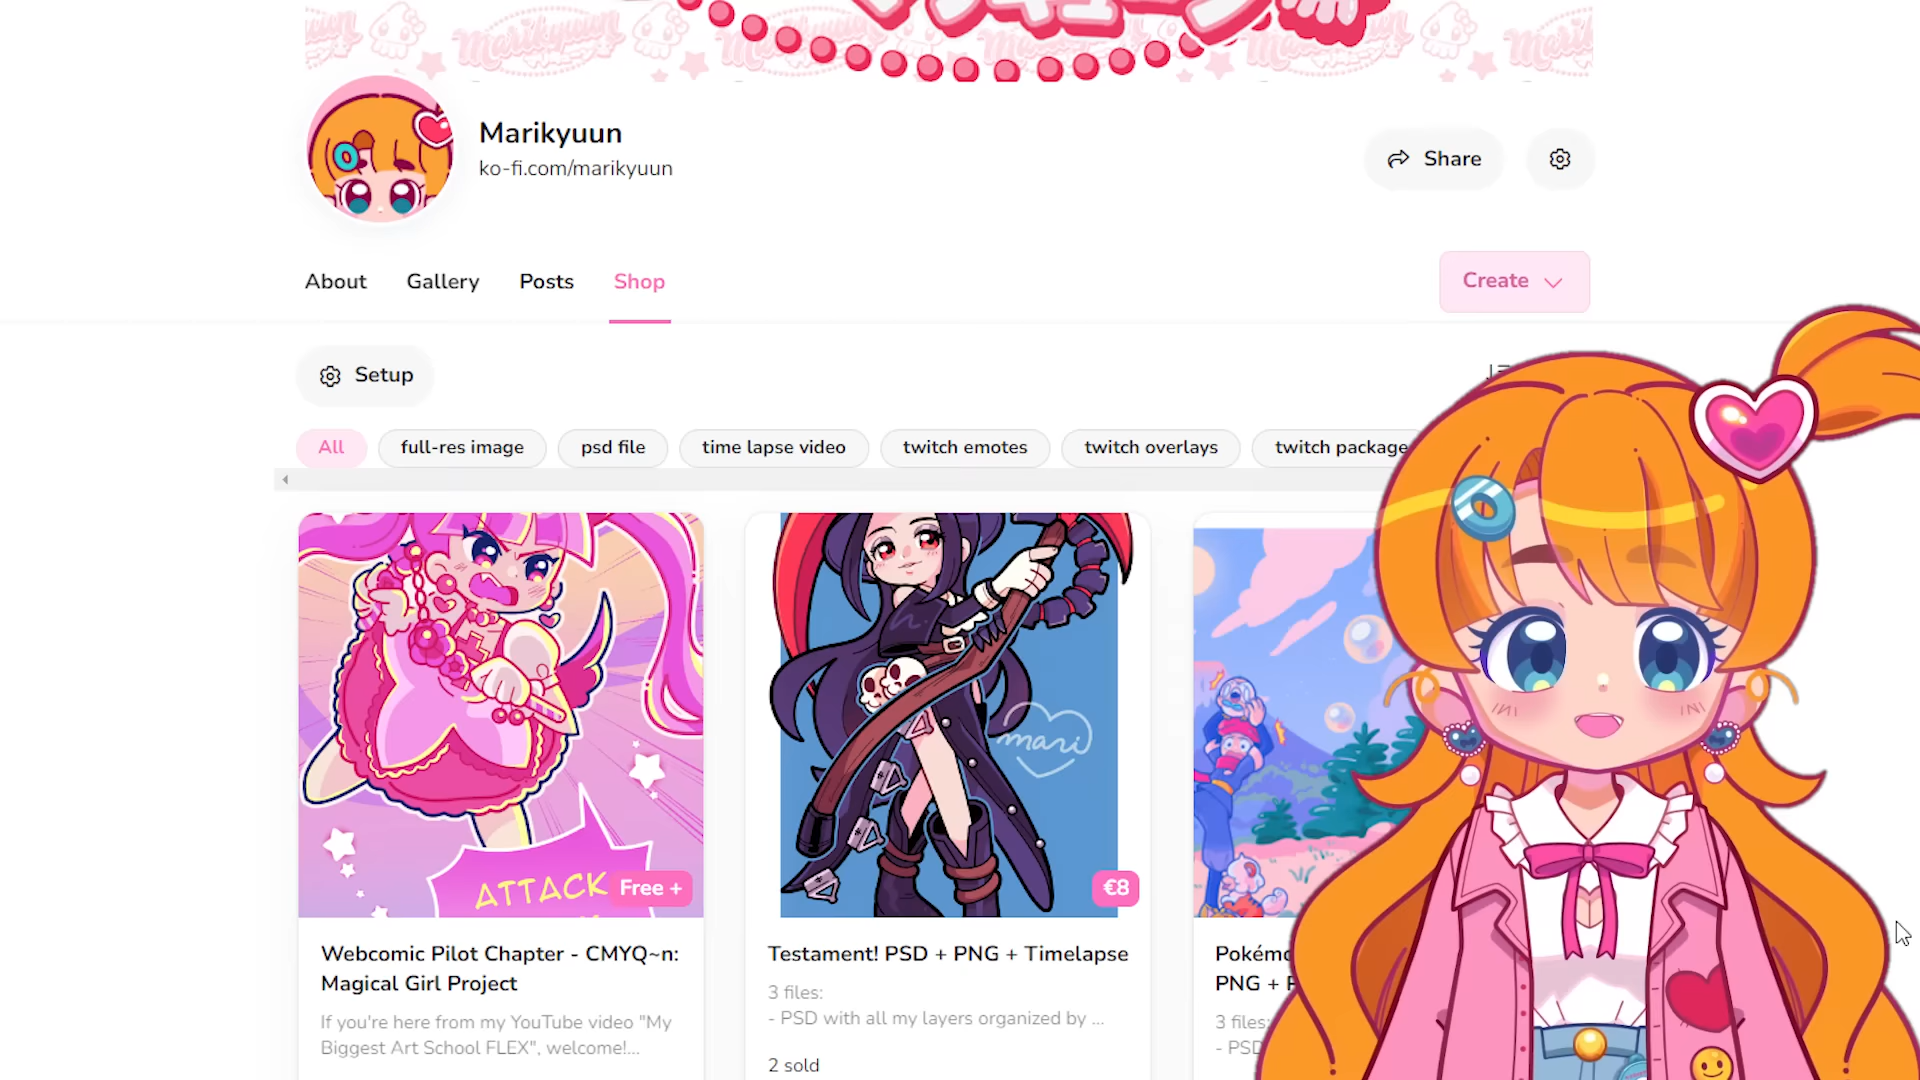 Marikyuun
Marikyuun
ko-fi.com/marikyuun
Share
About
Gallery
Posts
Shop
Create
Setup
All
full-res image
psd file
time lapse video
twitch emotes
twitch overlays
twitch package
mari
ATTACK
Free +
€8
Webcomic Pilot Chapter - CMYQ~n:
Magical Girl Project
If you're here from my YouTube video "My
Biggest Art School FLEX", welcome!...
Testament! PSD + PNG + Timelapse
3 files:
- PSD with all my layers organized by ...
2 sold
PNG +
3 files:
- PSD